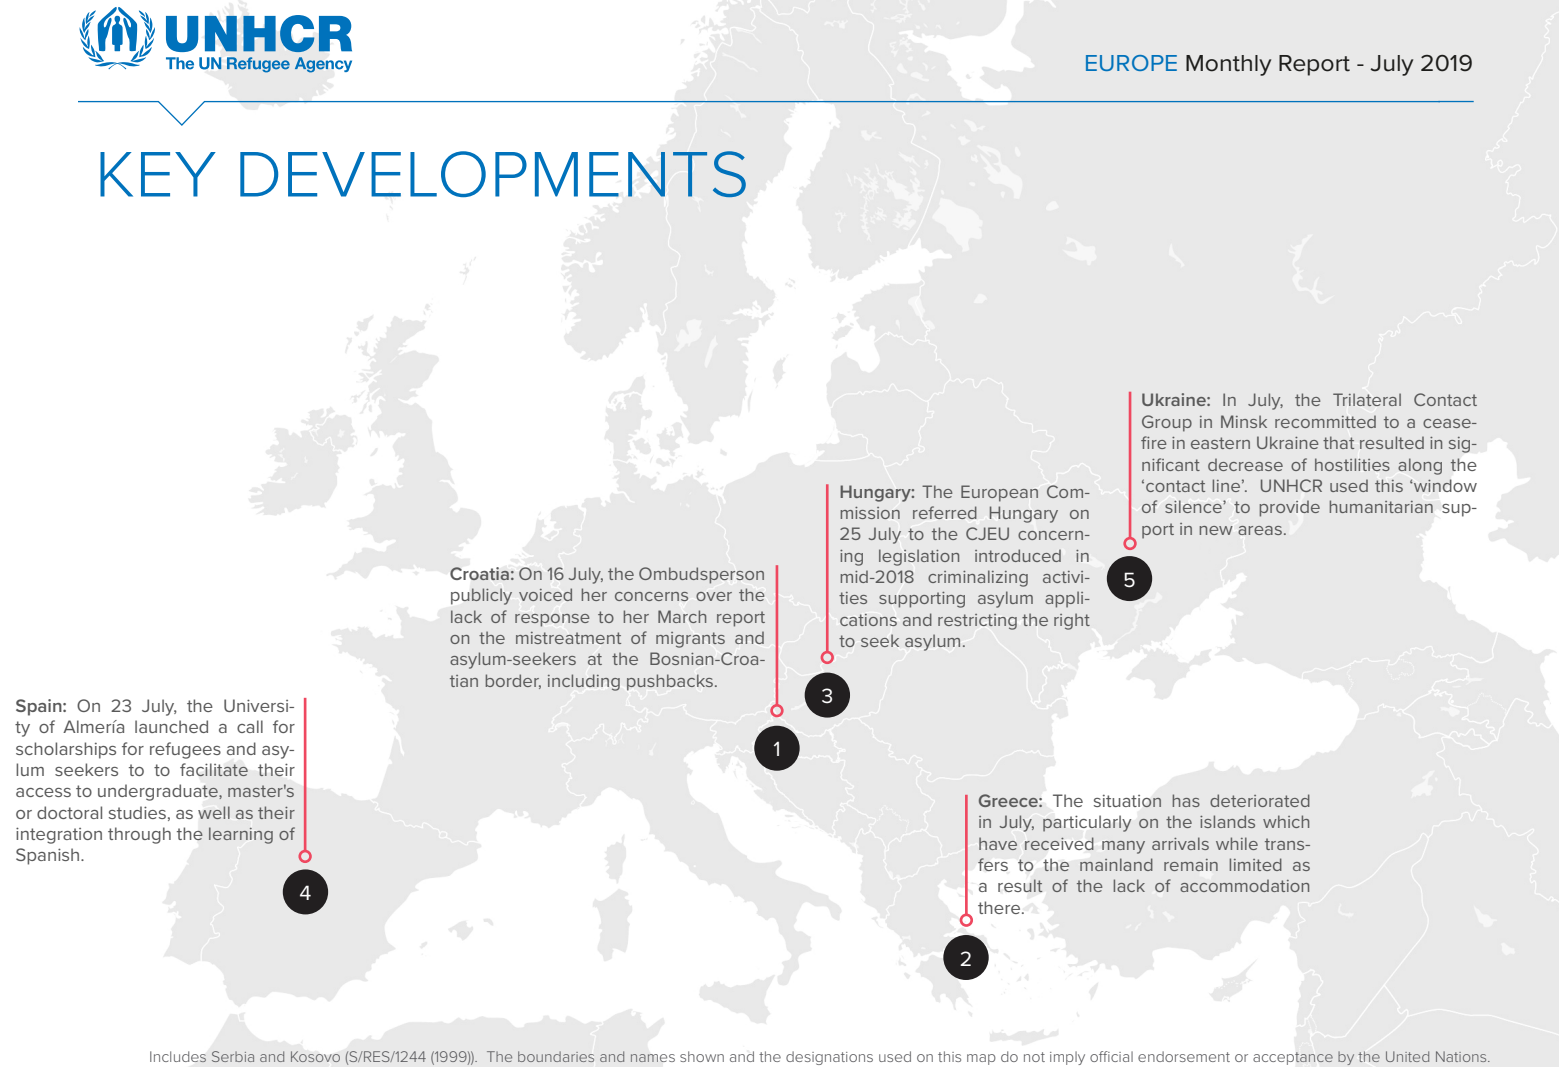 UNHCR
The UN Refugee Agency
EUROPE Monthly Report - July 2019
KEY DEVELOPMENTS
Ukraine: In July, the Trilateral Contact
Group in Minsk recommitted to a cease-
fire in eastern Ukraine that resulted in sig-
nificant decrease of hostilities along the
‘contact line’. UNHCR used this ‘window
of silence’ to provide humanitarian sup-
port in new areas.
5
Hungary: The European Com-
mission referred Hungary on
25 July to the CJEU concern-
ing legislation introduced in
mid-2018 criminalizing activi-
ties supporting asylum appli-
cations and restricting the right
to seek asylum.
3
Croatia: On 16 July, the Ombudsperson
publicly voiced her concerns over the
lack of response to her March report
on the mistreatment of migrants and
asylum-seekers at the Bosnian-Croa-
tian border, including pushbacks.
1
Spain: On 23 July, the Universi-
ty of Almería launched a call for
scholarships for refugees and asy-
lum seekers to to facilitate their
access to undergraduate, master's
or doctoral studies, as well as their
integration through the learning of
Spanish.
4
Greece: The situation has deteriorated
in July, particularly on the islands which
have received many arrivals while trans-
fers to the mainland remain limited as
a result of the lack of accommodation
there.
2
Includes Serbia and Kosovo (S/RES/1244 (1999)). The boundaries and names shown and the designations used on this map do not imply official endorsement or acceptance by the United Nations.